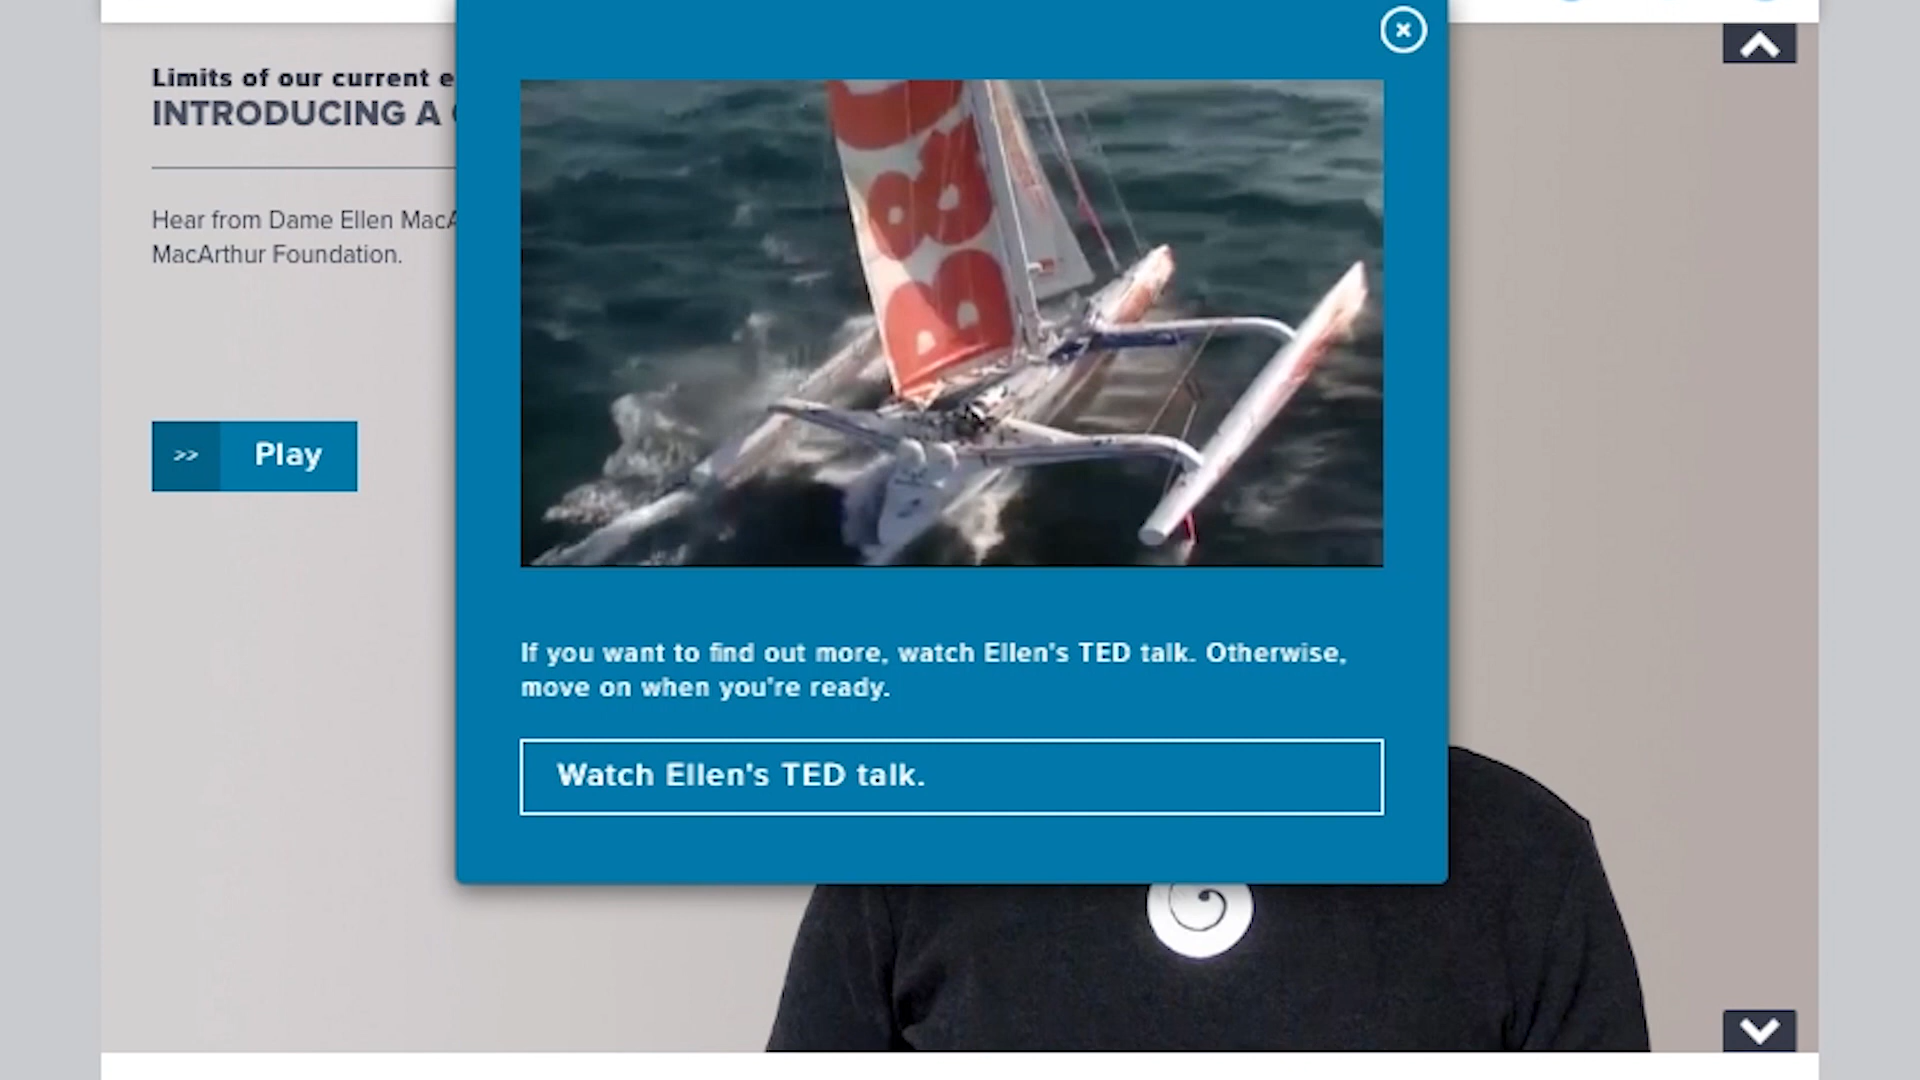 Limits of our current e
INTRODUCING A
Hear from Dame Ellen MacA
MacArthur Foundation.
>> Play
B&Q
If you want to find out more, watch Ellen's TED talk. Otherwise,
move on when you're ready.
Watch Ellen's TED talk.